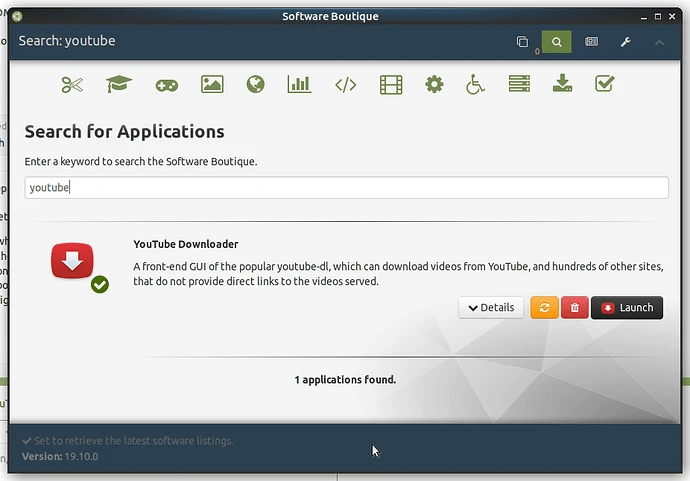 Software Boutique
Search: youtube
0
Search for Applications
Enter a keyword to search the Software Boutique.
youtube
YouTube Downloader
A front-end GUI of the popular youtube-dl, which can download videos from YouTube, and hundreds of other sites,
that do not provide direct links to the videos served.
Details
Launch
1 applications found.
Set to retrieve the latest software listings.
Version: 19.10.0